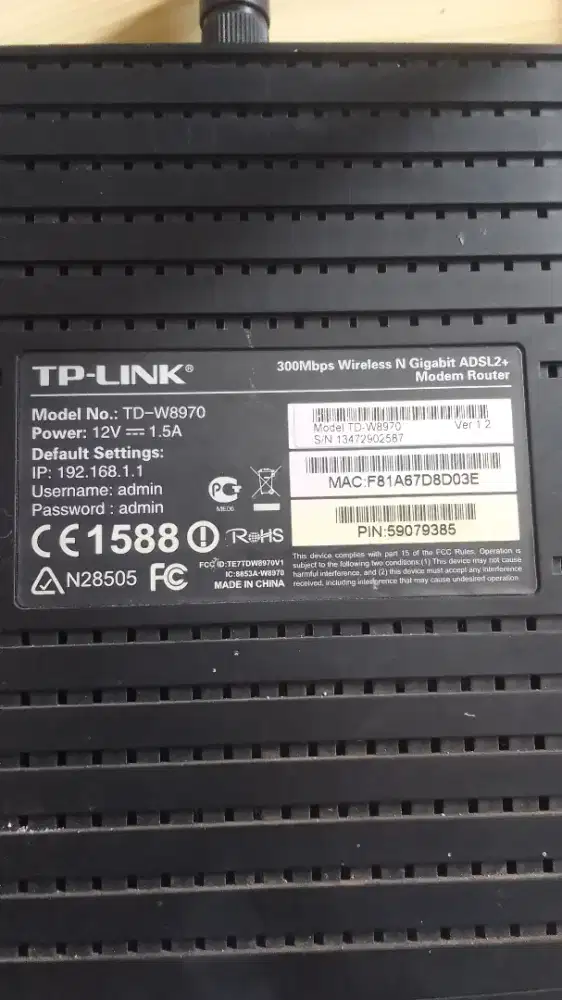 TP-LINK®
300Mbps Wireless N Gigabit ADSL2+
Modem Router
Model No.: TD-W8970
Power: 12V ⎓ 1.5A
Default Settings:
IP: 192.168.1.1
Username: admin
Password : admin
Model TD-W8970 Ver 1.2
S/N 13472902587
MAC:F81A67D8D03E
PIN:59079385
PG
ME06
CE1588 RoHS
N28505 FC
FCC ID:TE7TDW8970V1
IC:8853A-W8970
MADE IN CHINA
This device complies with part 15 of the FCC Rules. Operation is
subject to the following two conditions:(1) This device may not cause
harmful interference, and (2) this device must accept any interference
received, including interference that may cause undesired operation.